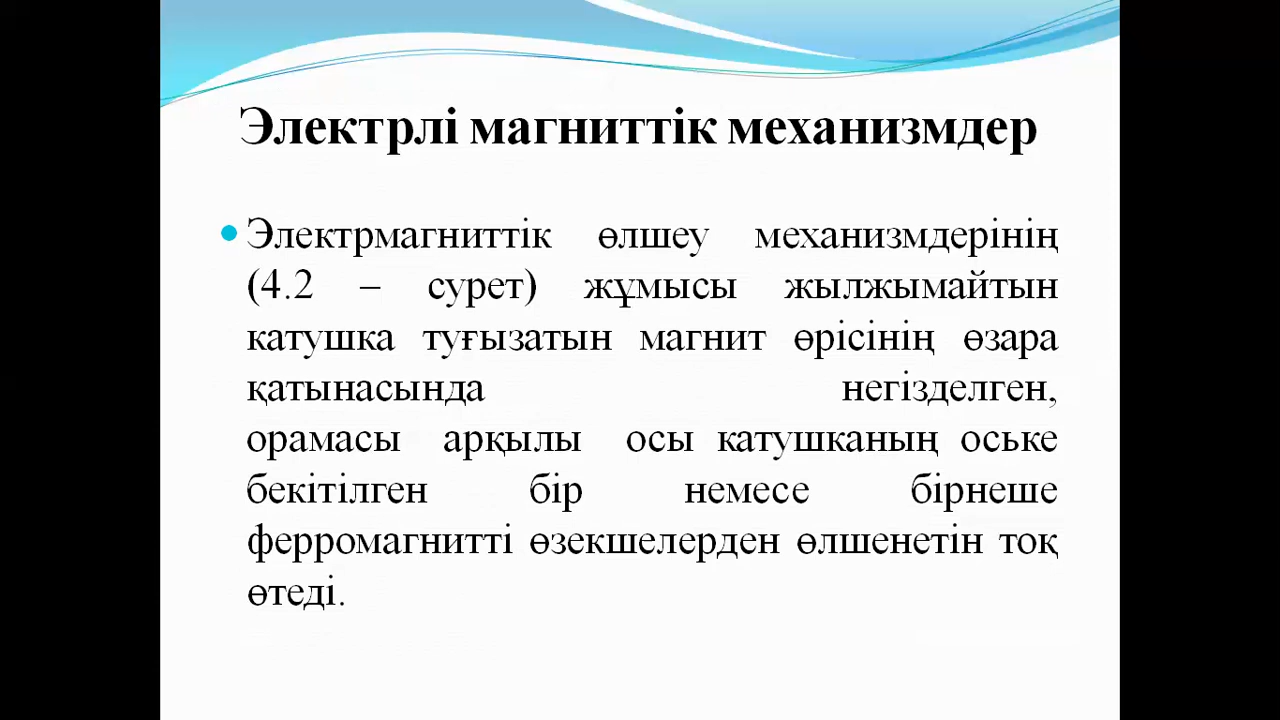 Электрлі магниттік механизмдер
Электрмагниттік өлшеу механизмдерінің
(4.2 – сурет) жұмысы жылжымайтын
катушка туғызатын магнит өрісінің өзара
қатынасында негізделген,
орамасы арқылы осы катушканың оське
бекітілген бір немесе бірнеше
ферромагнитті өзекшелерден өлшенетін тоқ
өтеді.